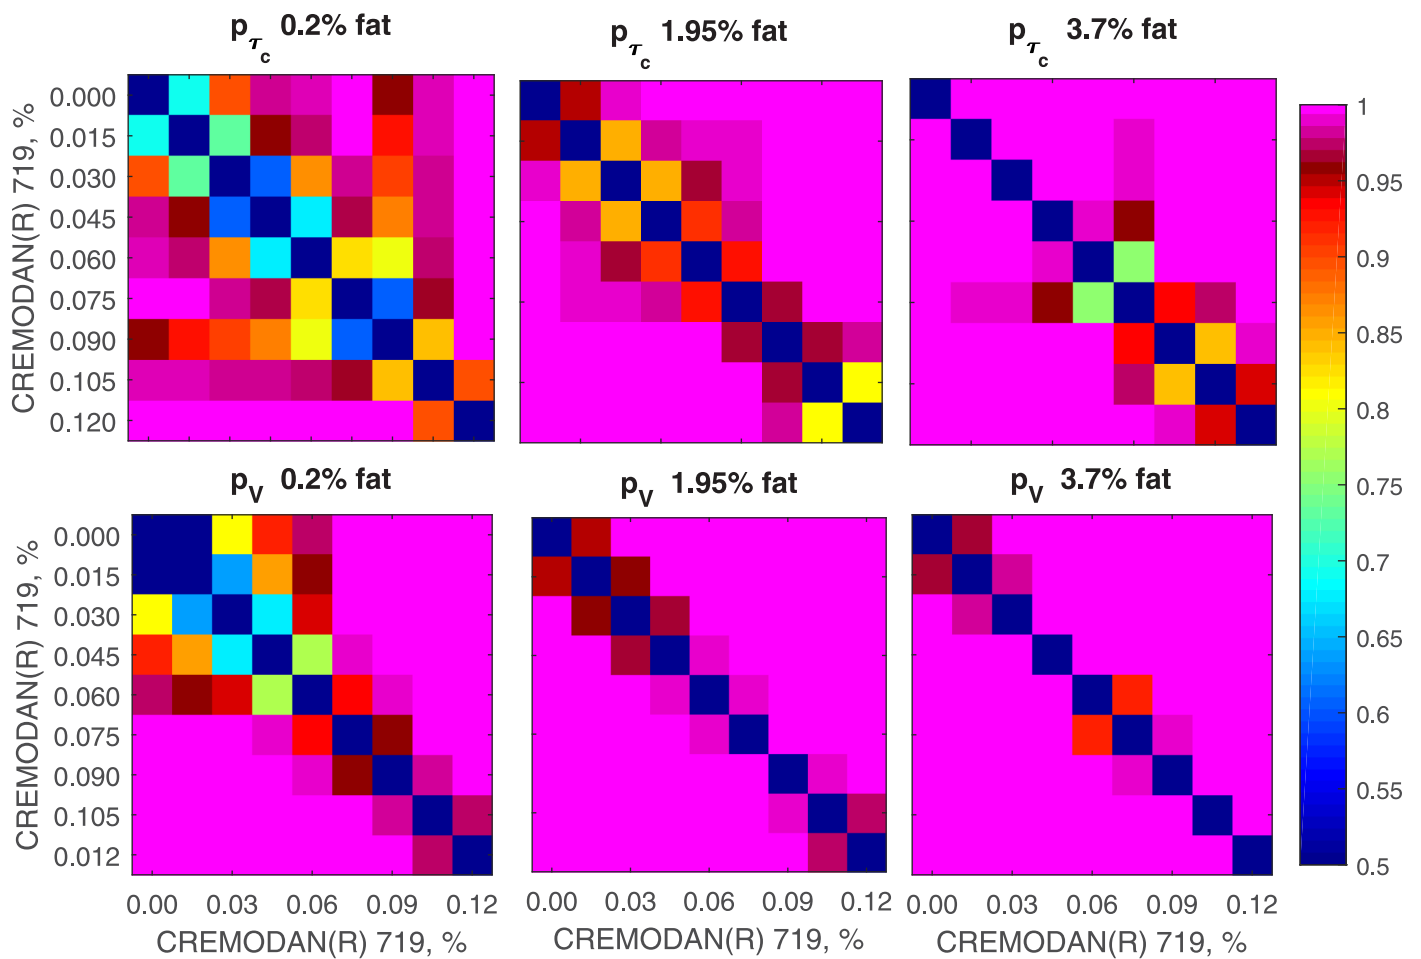 p_τ_c 0.2% fat
p_τ_c 1.95% fat
p_τ_c 3.7% fat
CREMODAN(R) 719, %
0.000
0.015
0.030
0.045
0.060
0.075
0.090
0.105
0.120
p_V 0.2% fat
p_V 1.95% fat
p_V 3.7% fat
CREMODAN(R) 719, %
0.000
0.015
0.030
0.045
0.060
0.075
0.090
0.105
0.012
0.00 0.03 0.06 0.09 0.12
CREMODAN(R) 719, %
0.00 0.03 0.06 0.09 0.12
CREMODAN(R) 719, %
0.00 0.03 0.06 0.09 0.12
CREMODAN(R) 719, %
1
0.95
0.9
0.85
0.8
0.75
0.7
0.65
0.6
0.55
0.5